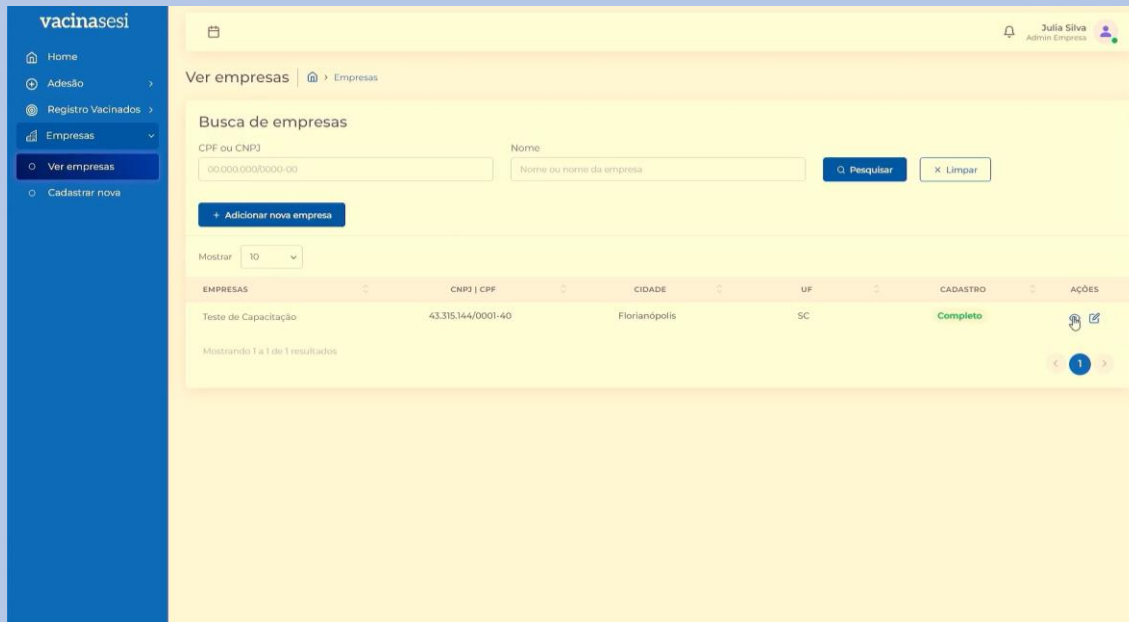 vacinasesi
Home
Adesão
Registro Vacinados
Empresas
Ver empresas
Cadastrar nova
Julia Silva
Admin Empresa
Ver empresas
Empresas
Busca de empresas
CPF ou CNPJ
Nome
00.000.000/0000-00
Nome ou nome da empresa
Pesquisar
× Limpar
+ Adicionar nova empresa
Mostrar 10
EMPRESAS CNPJ | CPF CIDADE UF CADASTRO AÇÕES
Teste de Capacitação 43.315.144/0001-40 Florianópolis SC Completo
Mostrando 1 a 1 de 1 resultados
< 1 >